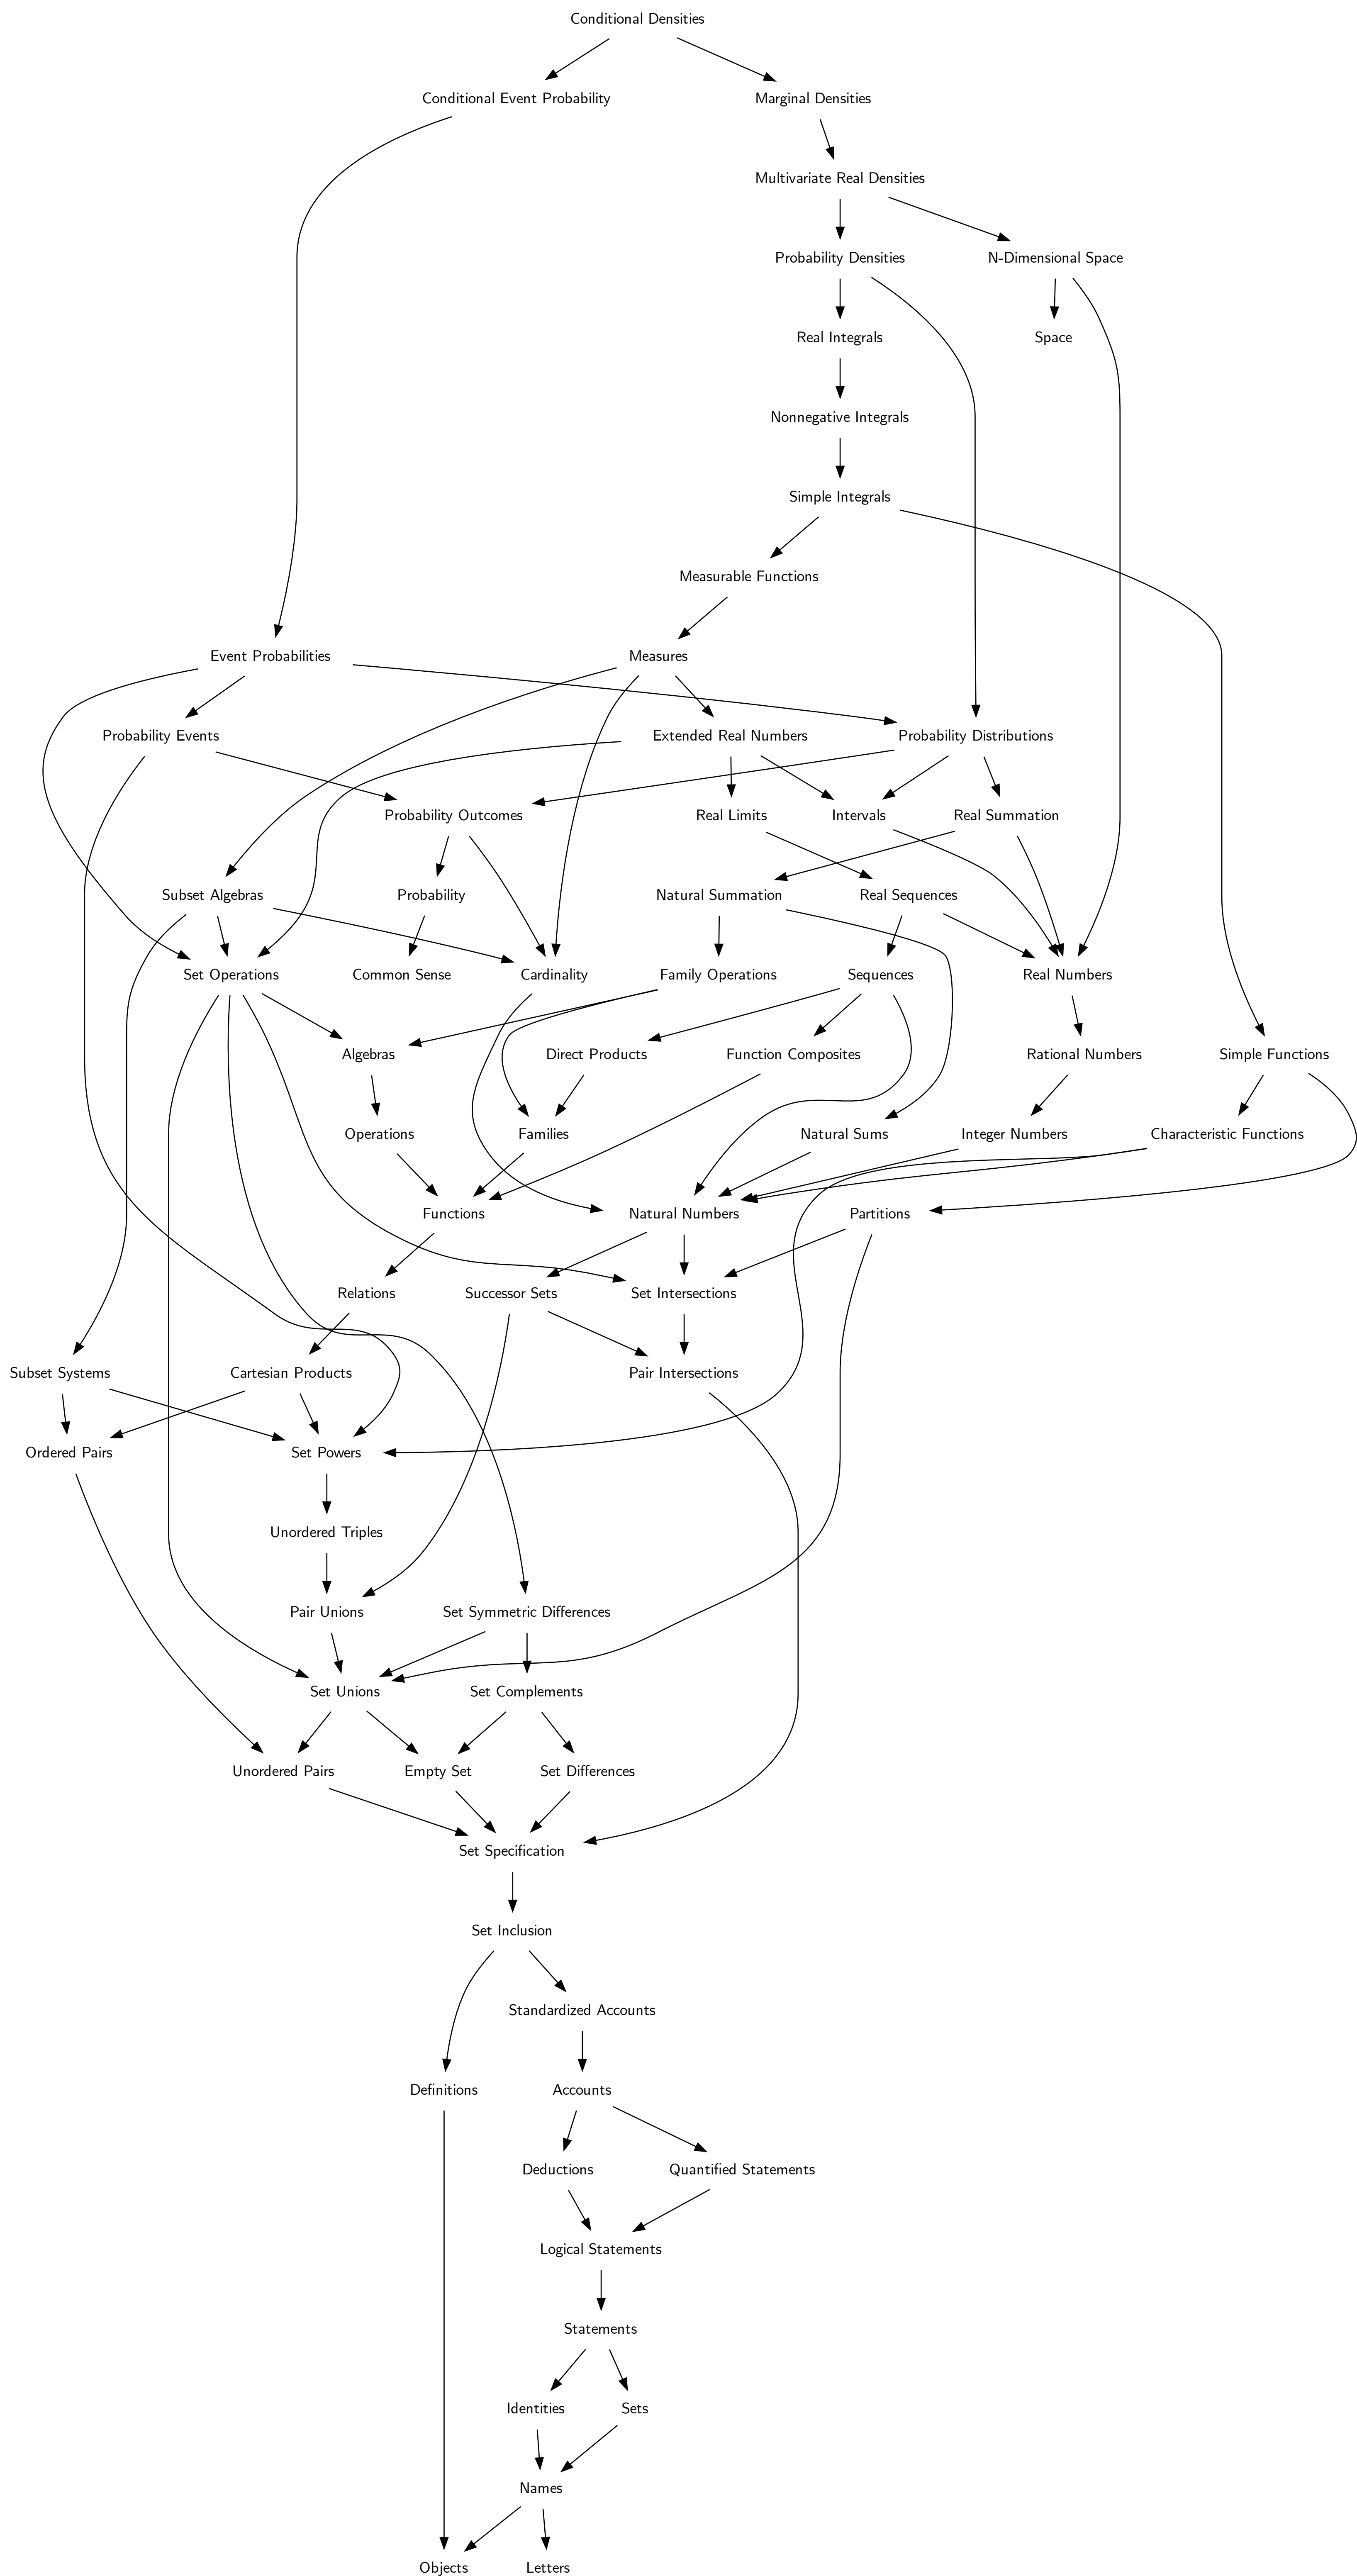 Conditional Densities
Conditional Event Probability
Marginal Densities
Multivariate Real Densities
Probability Densities
N-Dimensional Space
Real Integrals
Space
Nonnegative Integrals
Simple Integrals
Measurable Functions
Event Probabilities
Measures
Probability Events
Extended Real Numbers
Probability Distributions
Probability Outcomes
Real Limits
Intervals
Real Summation
Subset Algebras
Probability
Natural Summation
Real Sequences
Set Operations
Common Sense
Cardinality
Family Operations
Sequences
Real Numbers
Algebras
Direct Products
Function Composites
Rational Numbers
Simple Functions
Operations
Families
Natural Sums
Integer Numbers
Characteristic Functions
Functions
Natural Numbers
Partitions
Relations
Successor Sets
Set Intersections
Subset Systems
Cartesian Products
Pair Intersections
Ordered Pairs
Set Powers
Unordered Triples
Pair Unions
Set Symmetric Differences
Set Unions
Set Complements
Unordered Pairs
Empty Set
Set Differences
Set Specification
Set Inclusion
Standardized Accounts
Definitions
Accounts
Deductions
Quantified Statements
Logical Statements
Statements
Identities
Sets
Names
Objects
Letters